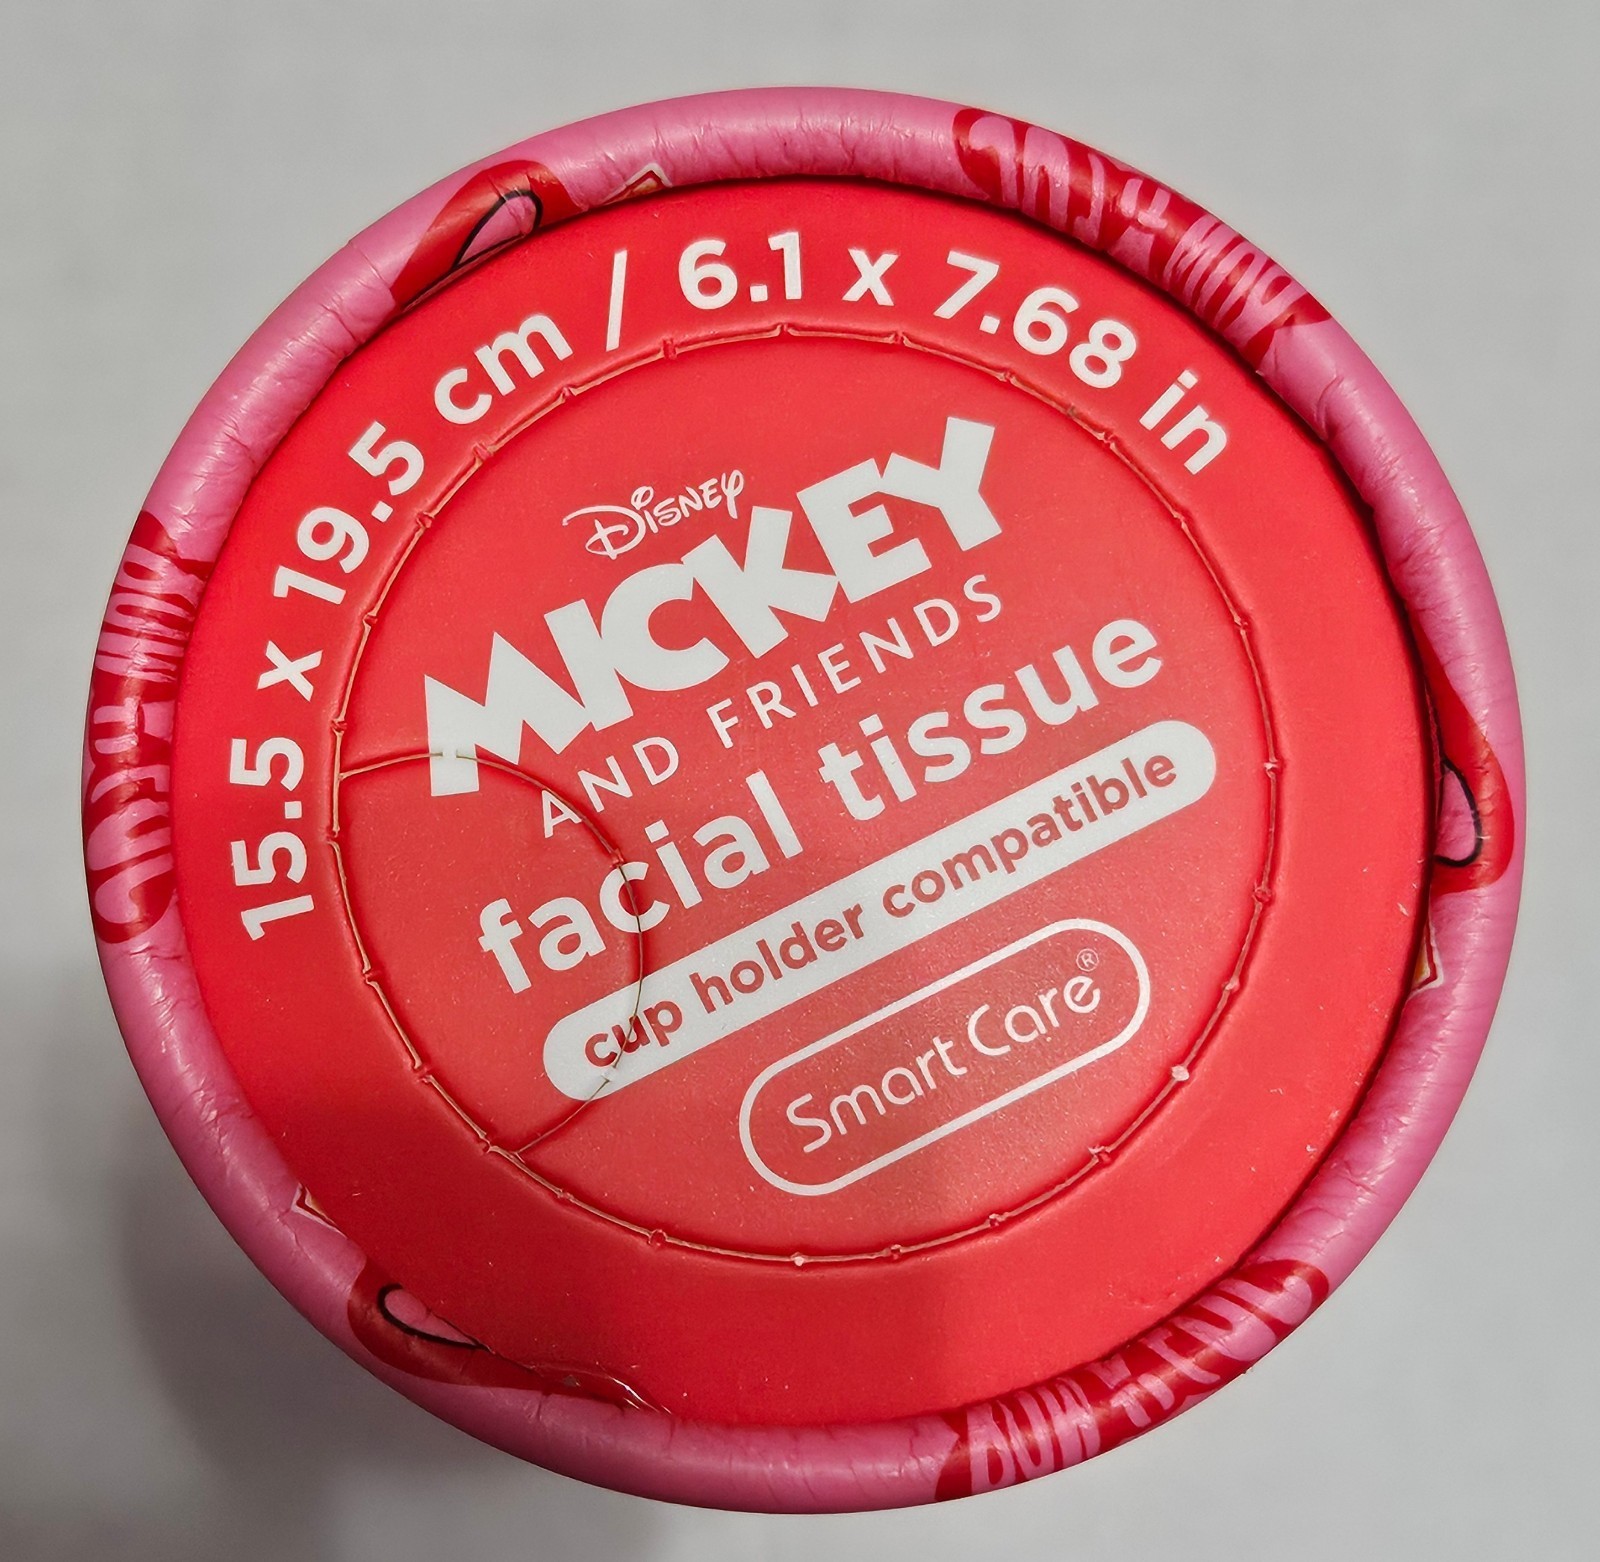 15.5 x 19.5 cm / 6.1 x 7.68 in
Disney
MICKEY
AND FRIENDS
facial tissue
cup holder compatible
Smart Care®